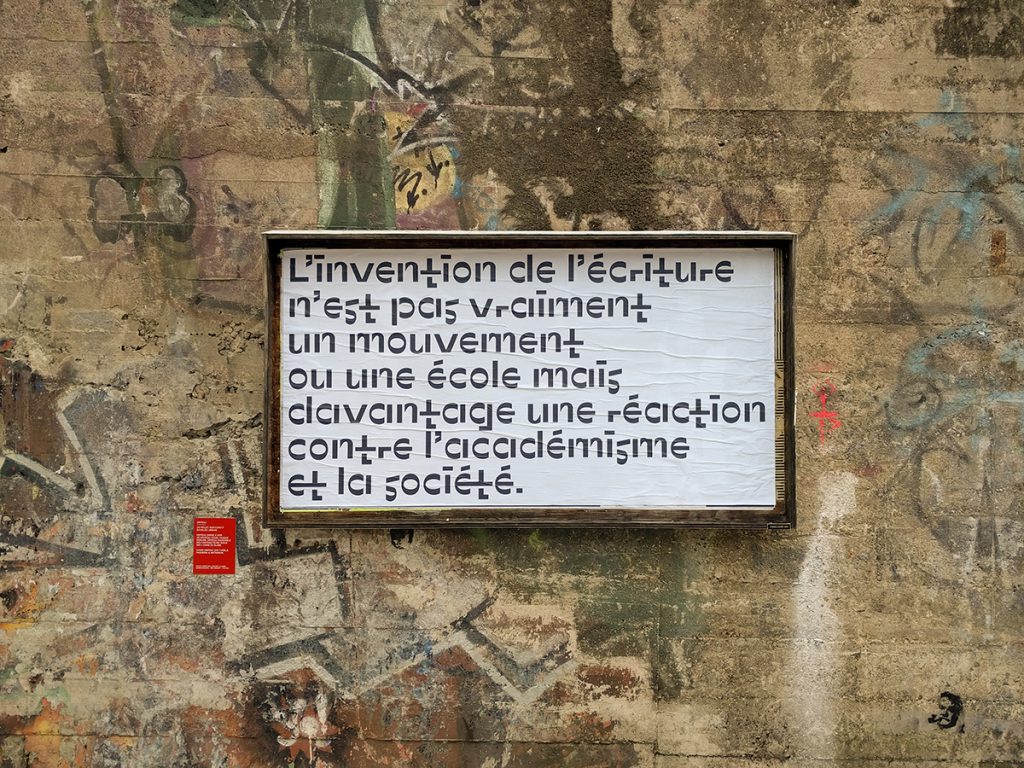 L'invention de l'écriture
n'est pas vraiment
un mouvement
ou une école mais
davantage une réaction
contre l'académisme
et la société.